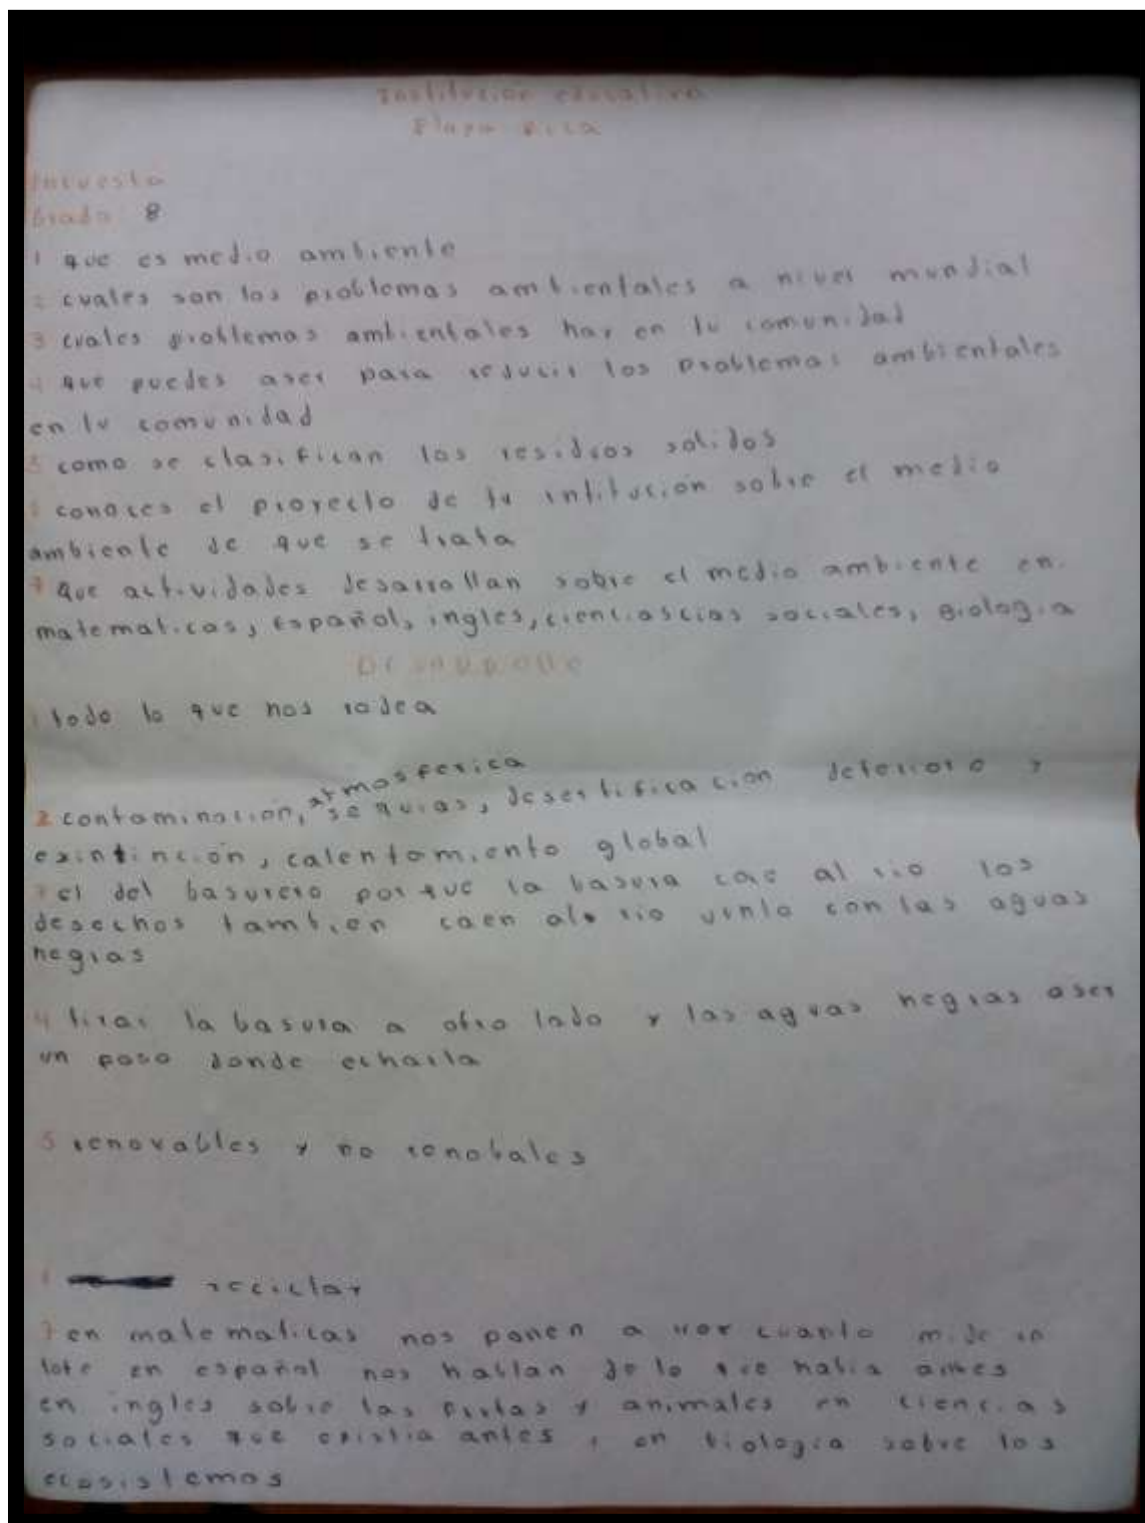 Institucion educativa
Playa Rica
Encuesta
Grado 8
1 que es medio ambiente
2 cuales son los problemas ambientales a nivel mundial
3 cuales problemas ambientales hay en tu comunidad
4 que puedes aser para reducir los problemas ambientales
en tu comunidad
5 como se clasifican los residuos solidos
6 conoces el proyecto de tu intitucion sobre el medio
ambiente de que se trata
7 que actividades desarrollan sobre el medio ambiente en
matematicas, español, ingles, cienciascias sociales, Biologia
Desarrollo
1 todo lo que nos rodea
2 contaminacion, atmosferica sequias, desertificacion deterioro y
exintincion, calentamiento global
3 el del basurero porque la basura cae al rio los
desechos tambien caen al rio junto con las aguas
negras
4 tirar la basura a otro lado y las aguas negras aser
un poso donde echarla
5 renovables y no renobales
6 reciclar
7 en matematicas nos ponen a ver cuanto mide un
lote en español nos hablan de lo que habia antes
en ingles sobre las frutas y animales en ciencias
sociales que existia antes, en biologia sobre los
ecosistemas